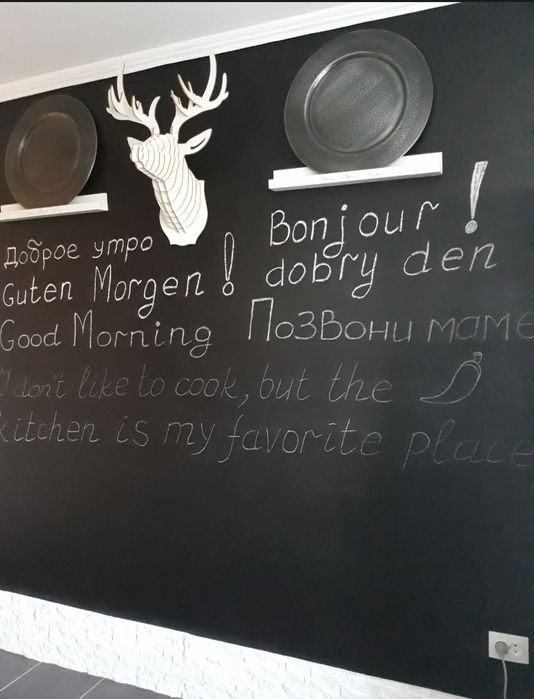 Доброе утро
Guten Morgen!
Good Morning
Bonjour!
dobry den
Позвони маме
I don't like to cook, but the
kitchen is my favorite place